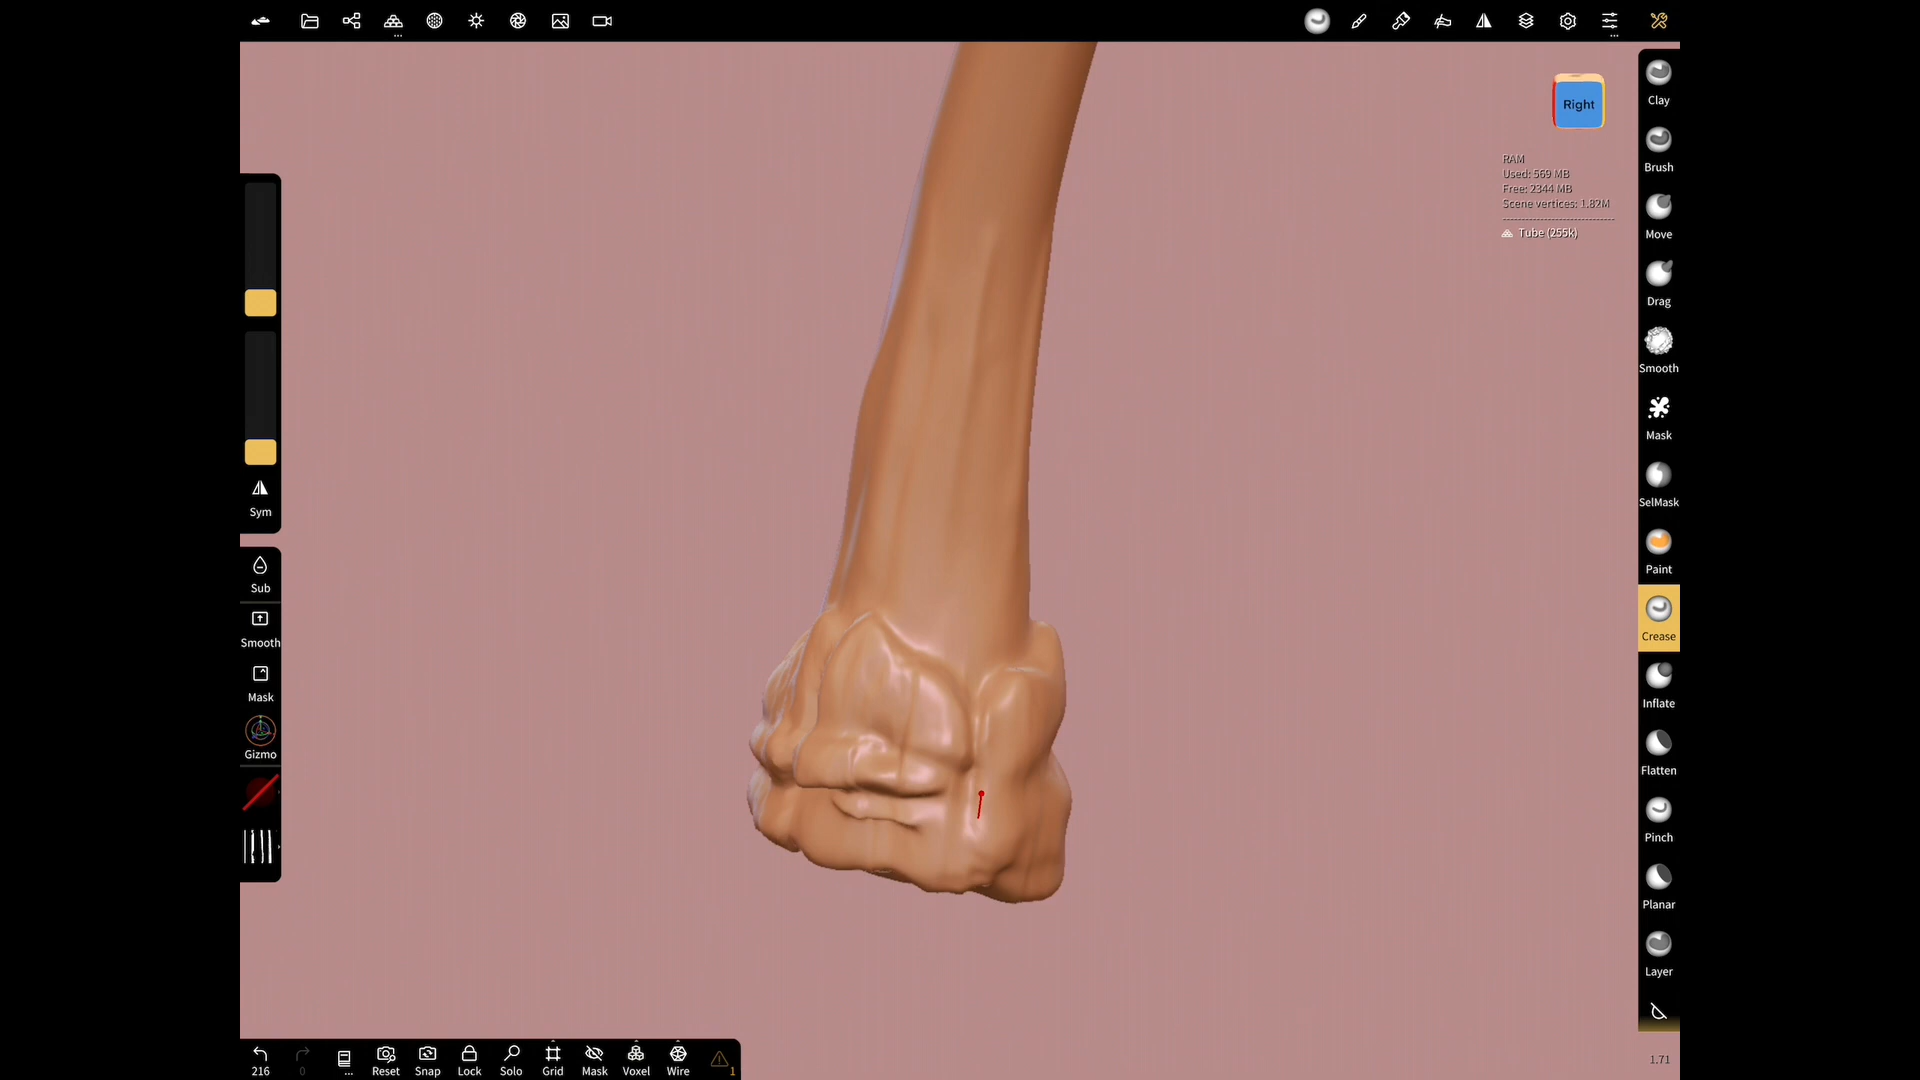 Right
RAM
Used: 569 MB
Free: 2344 MB
Scene vertices: 1.82M
Tube (255k)
Clay
Brush
Move
Drag
Smooth
Mask
SelMask
Paint
Crease
Inflate
Flatten
Pinch
Planar
Layer
Sym
Sub
Smooth
Mask
Gizmo
216
0
...
Reset
Snap
Lock
Solo
Grid
Mask
Voxel
Wire
1
1.71